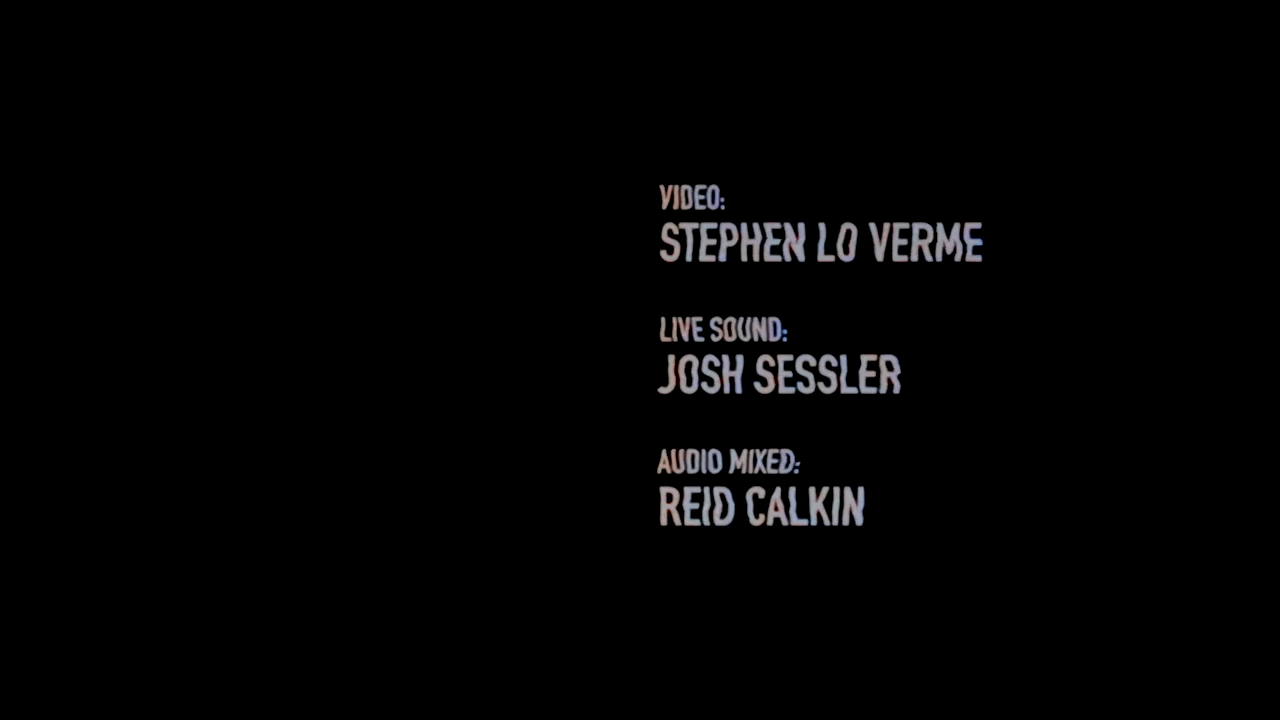 VIDEO:
STEPHEN LO VERME
LIVE SOUND:
JOSH SESSLER
AUDIO MIXED:
REID CALKIN